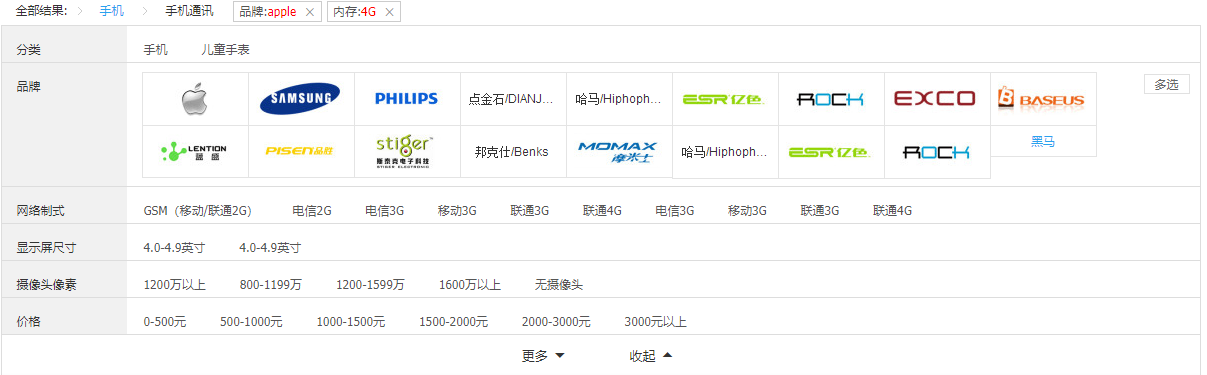 全部结果: 手机 手机通讯 品牌:apple 内存:4G
分类 手机 儿童手表
品牌 多选
SAMSUNG PHILIPS 点金石/DIANJ... 哈马/Hiphoph... ESR亿色 ROCK EXCO BASEUS
LENTION 蓝盛 PISEN品胜 stiger 斯泰克电子科技 STIGER ELECTRONIC 邦克仕/Benks MOMAX 摩米士 哈马/Hiphoph... ESR亿色 ROCK 黑马
网络制式 GSM（移动/联通2G） 电信2G 电信3G 移动3G 联通3G 联通4G 电信3G 移动3G 联通3G 联通4G
显示屏尺寸 4.0-4.9英寸 4.0-4.9英寸
摄像头像素 1200万以上 800-1199万 1200-1599万 1600万以上 无摄像头
价格 0-500元 500-1000元 1000-1500元 1500-2000元 2000-3000元 3000元以上
更多 收起